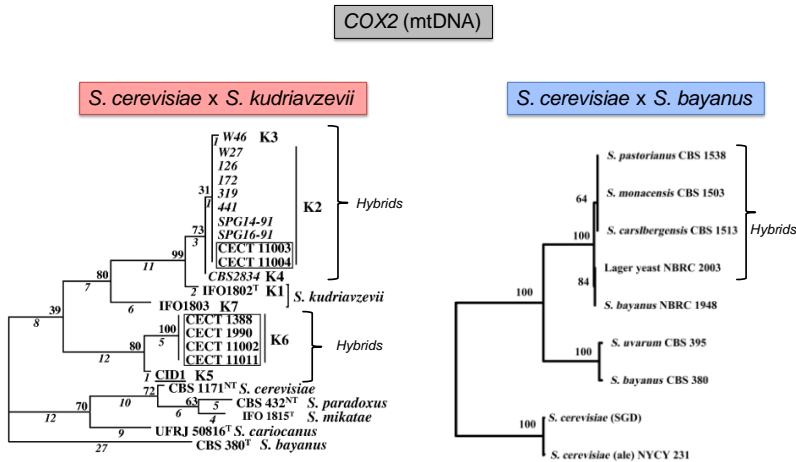 COX2 (mtDNA)
S. cerevisiae x S. kudriavzevii
W46 K3
1
W27
126
172
31
319
1
441
K2
SPG14-91
73
SPG16-91
3
CECT 11003
99
CECT 11004
11
CBS2834 K4
80
2
IFO1802T K1
7
S. kudriavzevii
IFO1803 K7
6
39
8
CECT 1388
100
CECT 1990
K6
5
CECT 11002
80
CECT 11011
12
1
CID1 K5
Hybrids
Hybrids
CBS 1171NT S. cerevisiae
72
10
63
CBS 432NT S. paradoxus
6
5
70
IFO 1815T S. mikatae
4
12
UFRJ 50816T S. cariocanus
9
CBS 380T S. bayanus
27
S. cerevisiae x S. bayanus
S. pastorianus CBS 1538
64
S. monacensis CBS 1503
S. carslbergensis CBS 1513
Hybrids
100
Lager yeast NBRC 2003
84
S. bayanus NBRC 1948
100
S. uvarum CBS 395
100
S. bayanus CBS 380
S. cerevisiae (SGD)
100
S. cerevisiae (ale) NYCY 231